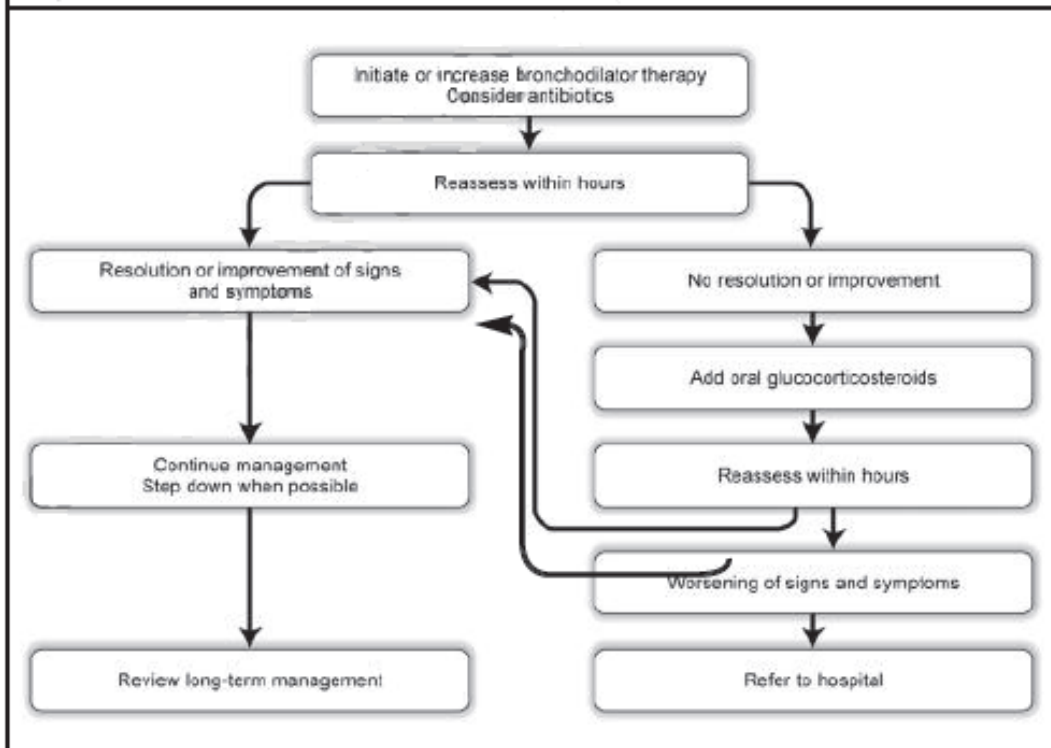 Initiate or increase bronchodilator therapy
Consider antibiotics
Reassess within hours
Resolution or improvement of signs
and symptoms
No resolution or improvement
Add oral glucocorticosteroids
Continue management
Step down when possible
Reassess within hours
Worsening of signs and symptoms
Review long-term management
Refer to hospital